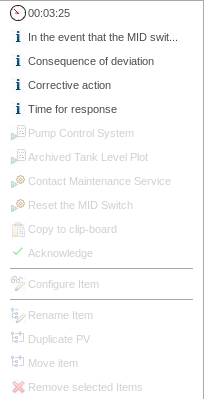 00:03:25
In the event that the MID swit...
Consequence of deviation
Corrective action
Time for response
Pump Control System
Archived Tank Level Plot
Contact Maintenance Service
Reset the MID Switch
Copy to clip-board
Acknowledge
Configure Item
Rename Item
Duplicate PV
Move item
Remove selected Items